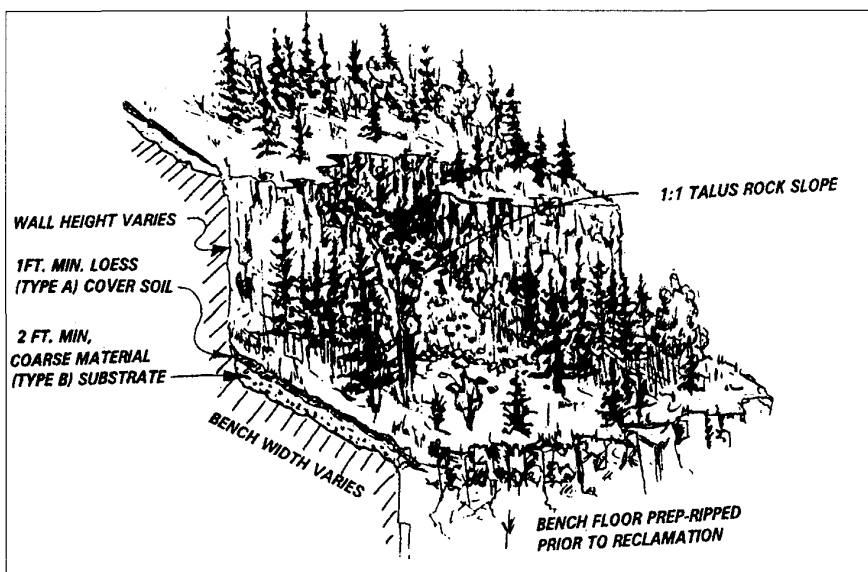 1:1 TALUS ROCK SLOPE
WALL HEIGHT VARIES
1FT. MIN. LOESS
(TYPE A) COVER SOIL
2 FT. MIN,
COARSE MATERIAL
(TYPE B) SUBSTRATE
BENCH WIDTH VARIES
BENCH FLOOR PREP-RIPPED
PRIOR TO RECLAMATION